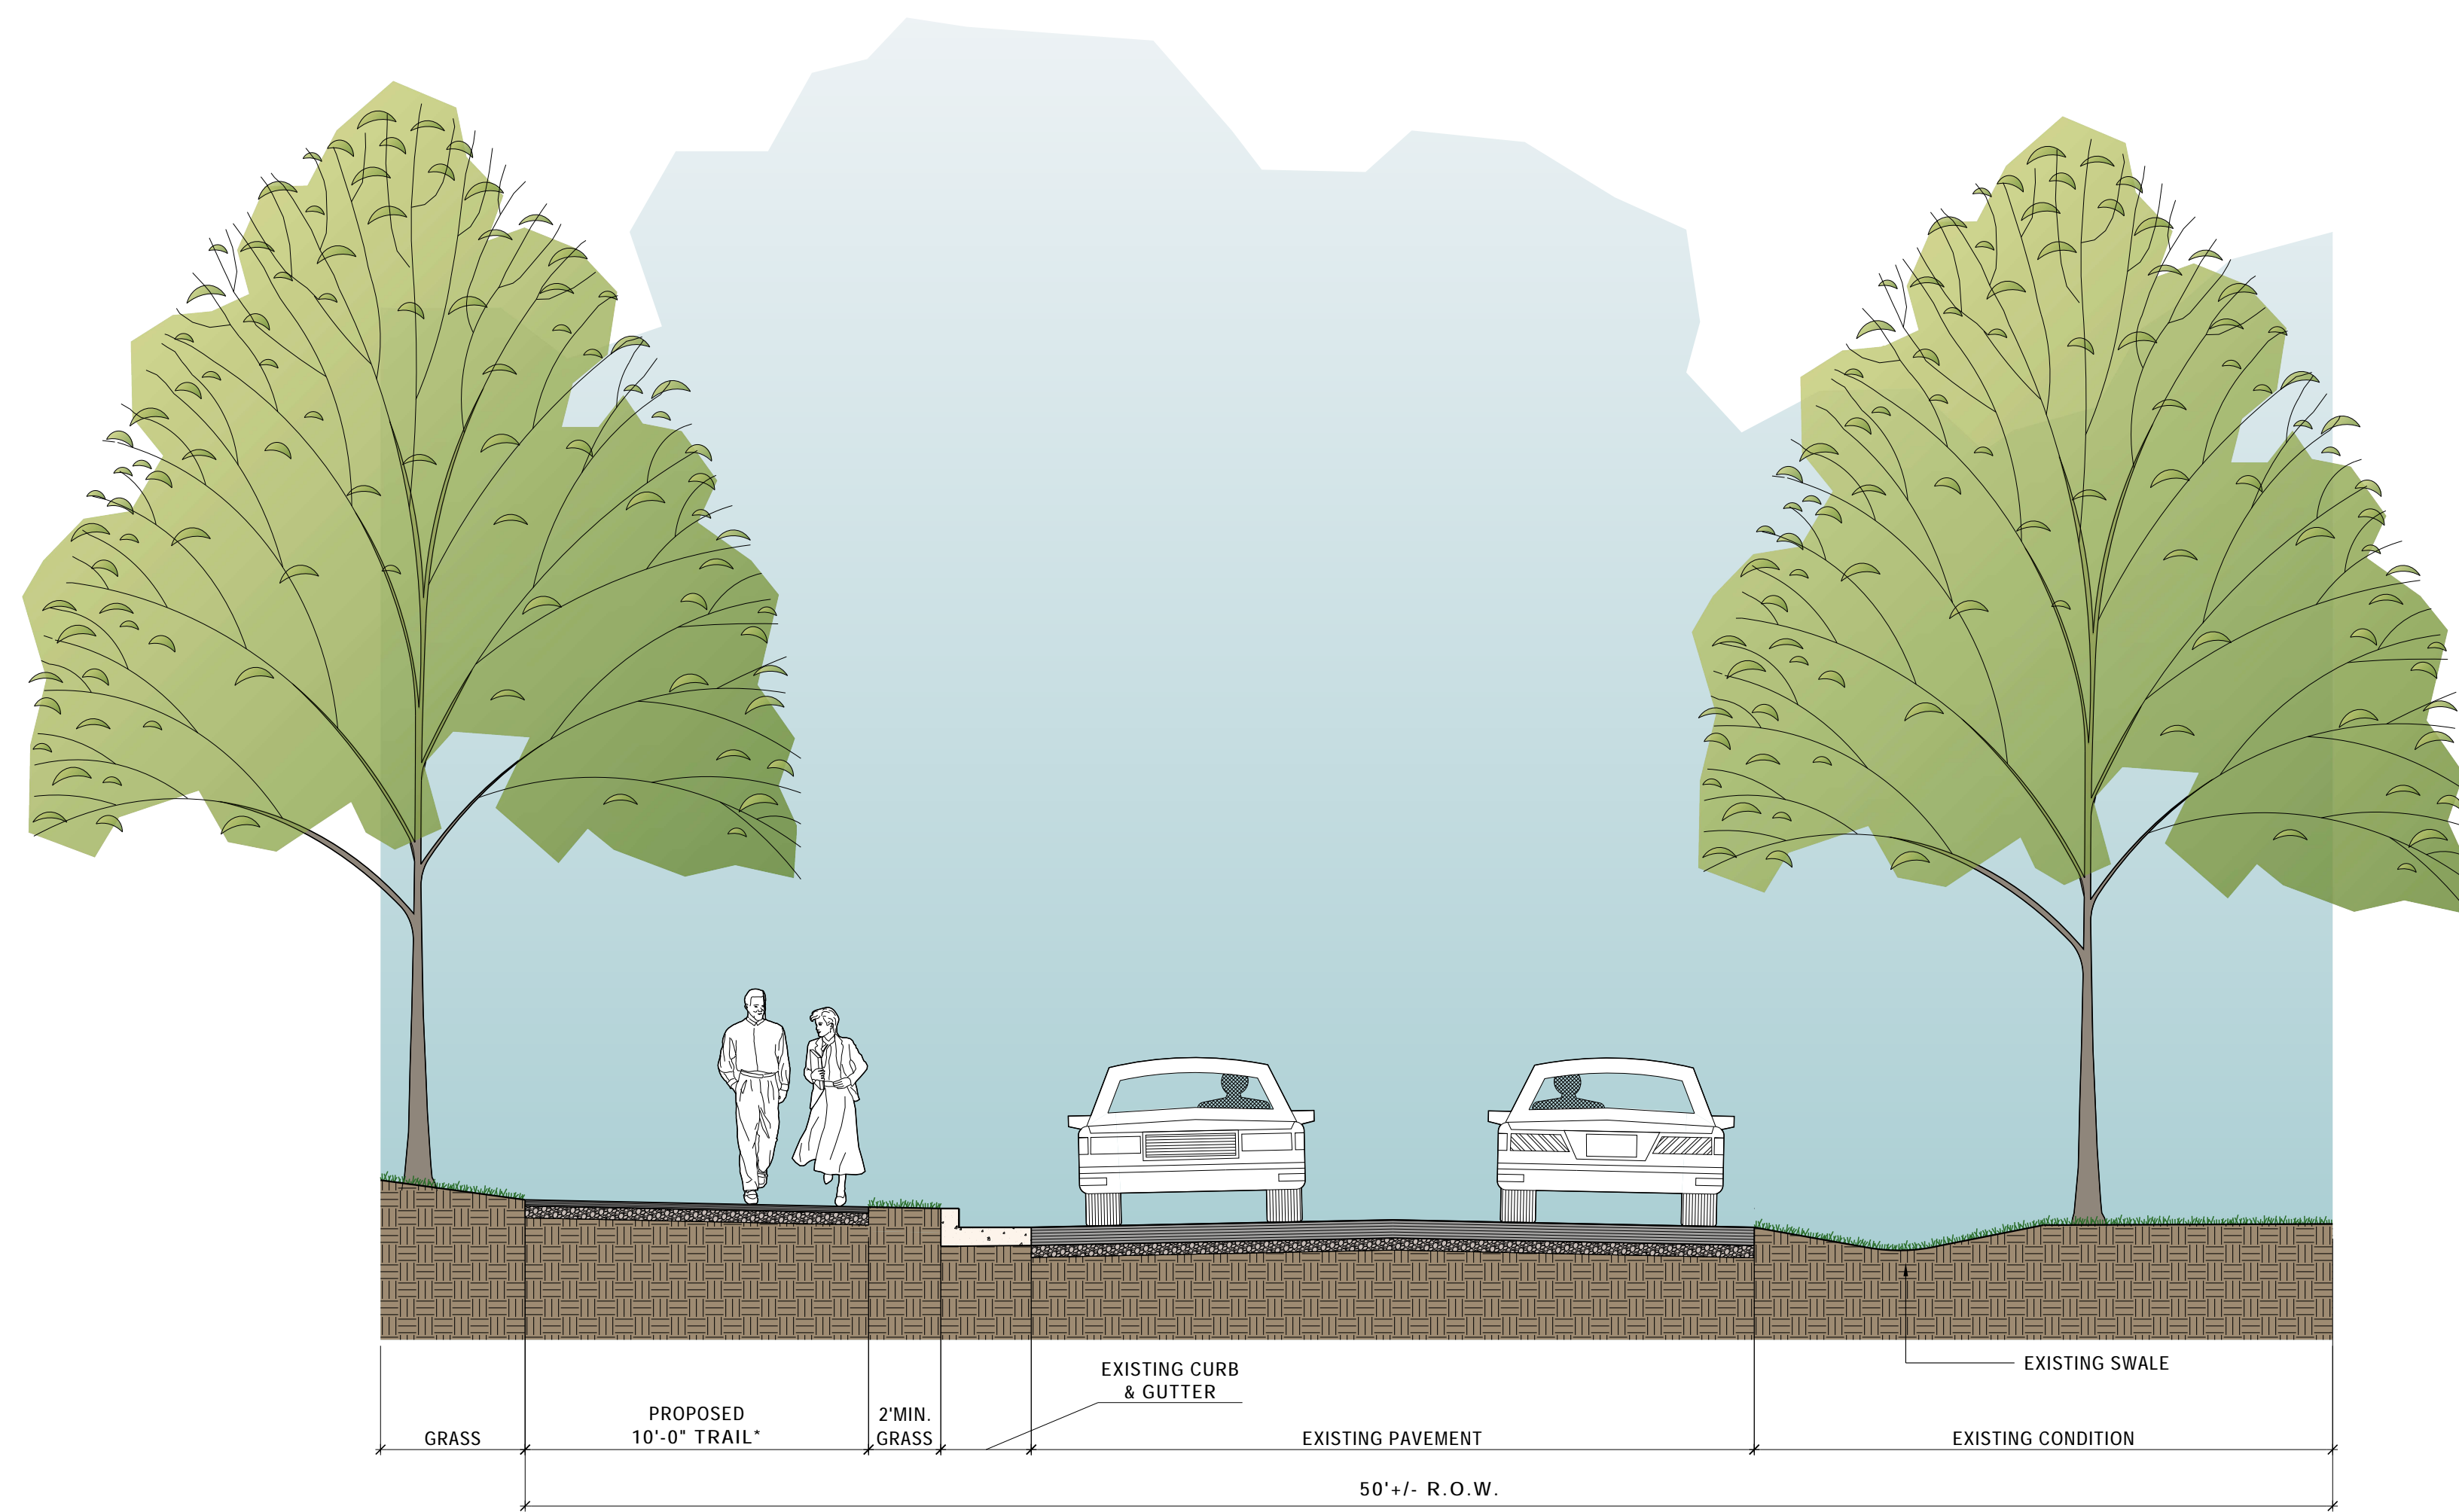 EXISTING SWALE
EXISTING CURB
& GUTTER
GRASS
PROPOSED
10'-0" TRAIL*
2'MIN.
GRASS
EXISTING PAVEMENT
EXISTING CONDITION
50'+/- R.O.W.